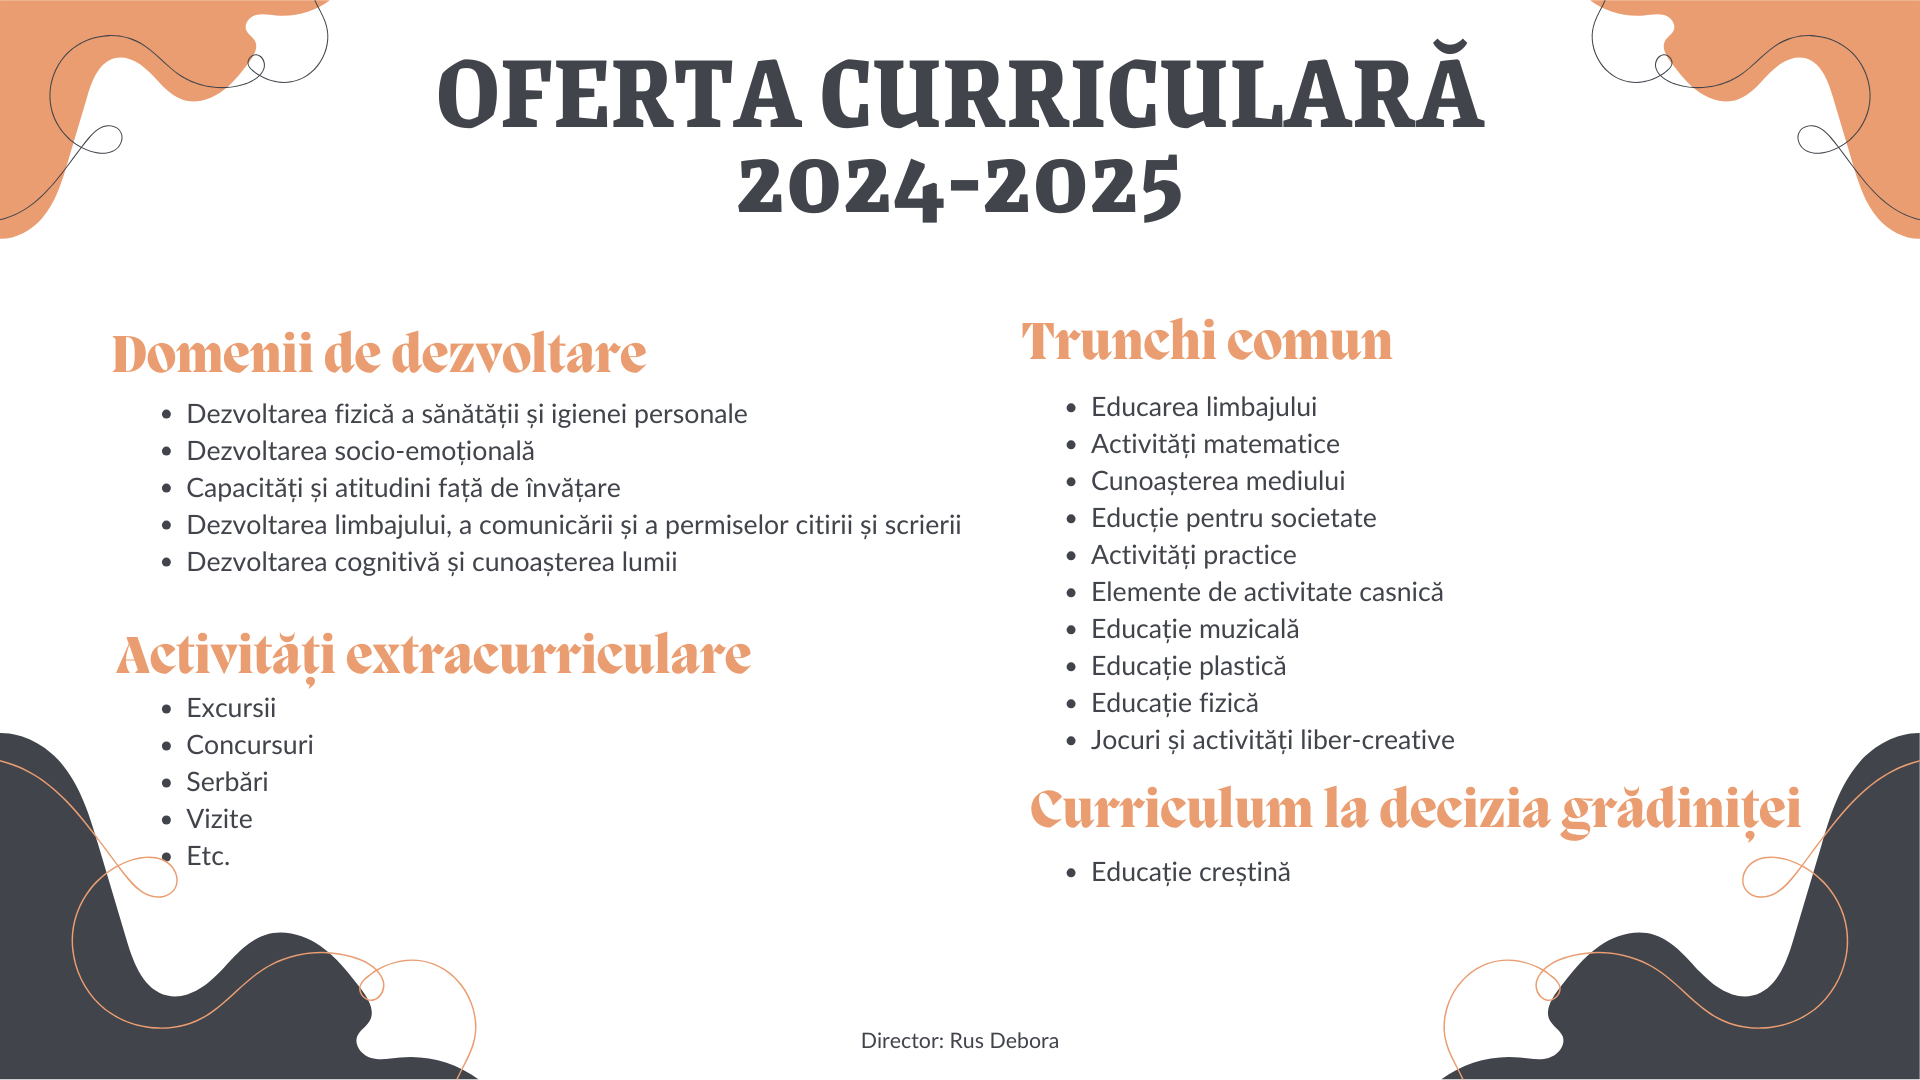 OFERTA CURRICULARĂ
2024-2025
Domenii de dezvoltare
• Dezvoltarea fizică a sănătății și igienei personale
• Dezvoltarea socio-emoțională
• Capacități și atitudini față de învățare
• Dezvoltarea limbajului, a comunicării și a permiselor citirii și scrierii
• Dezvoltarea cognitivă și cunoașterea lumii
Activități extracurriculare
• Excursii
• Concursuri
• Serbări
• Vizite
• Etc.
Trunchi comun
• Educarea limbajului
• Activități matematice
• Cunoașterea mediului
• Educție pentru societate
• Activități practice
• Elemente de activitate casnică
• Educație muzicală
• Educație plastică
• Educație fizică
• Jocuri și activități liber-creative
Curriculum la decizia grădiniței
• Educație creștină
Director: Rus Debora